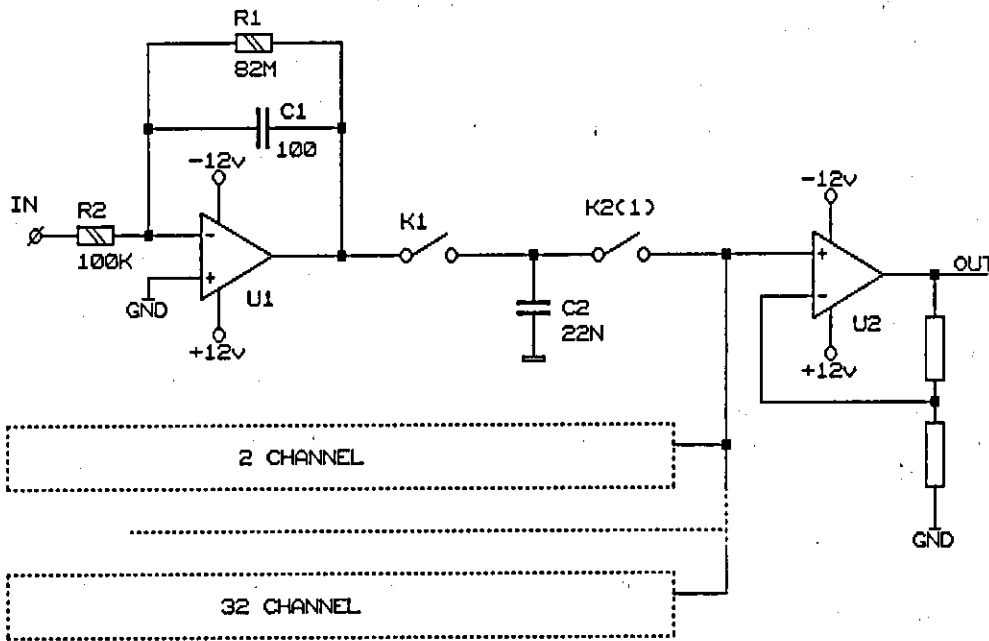 R1
82M
C1
100
-12v
IN
R2
100K
-
+
GND
U1
+12v
K1
K2(1)
C2
22N
-12v
+
-
OUT
U2
+12v
GND
2 CHANNEL
32 CHANNEL